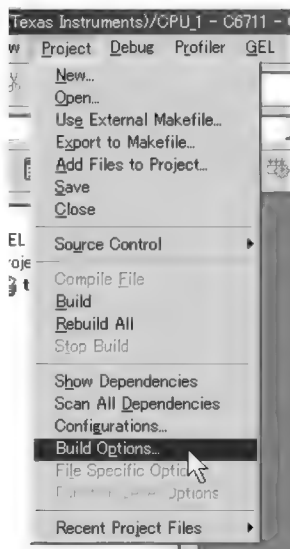 Texas Instruments)/CPU_1 - C6711 -
w Project Debug Profiler GEL
New...
Open...
Use External Makefile...
Export to Makefile...
Add Files to Project...
Save
Close
EL
Source Control
roje
Compile File
Build
Rebuild All
Stop Build
Show Dependencies
Scan All Dependencies
Configurations...
Build Options...
File Specific
Options
Recent Project Files